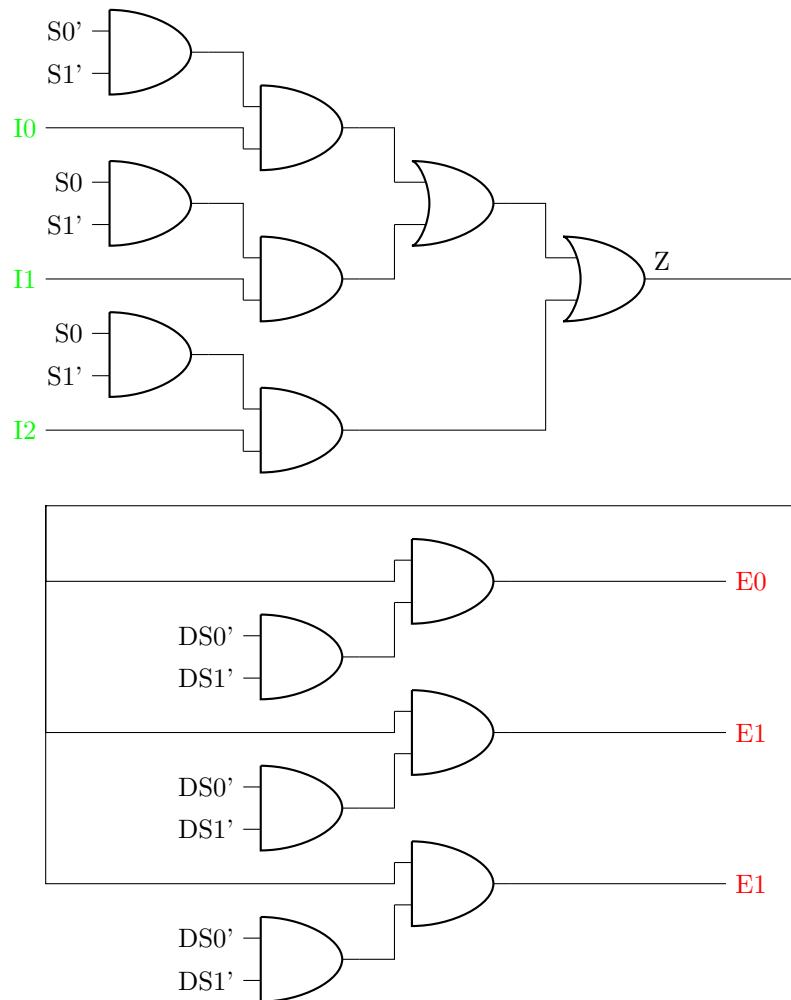 S0'
S1'
I0
S0
S1'
I1
Z
S0
S1'
I2
E0
DS0'
DS1'
E1
DS0'
DS1'
E1
DS0'
DS1'